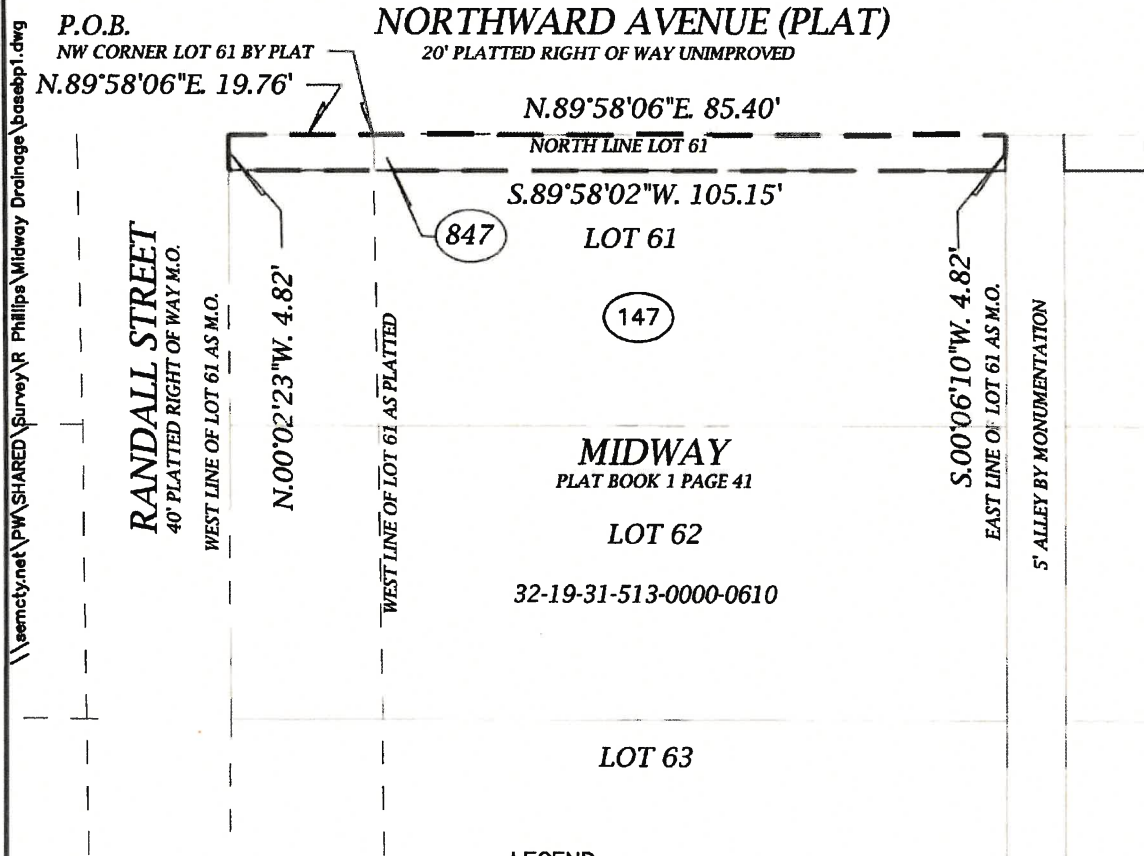 P.O.B.
NW CORNER LOT 61 BY PLAT
N.89°58'06"E. 19.76'
NORTHWARD AVENUE (PLAT)
20' PLATTED RIGHT OF WAY UNIMPROVED
N.89°58'06"E. 85.40'
NORTH LINE LOT 61
S.89°58'02"W. 105.15'
847
LOT 61
147
RANDALL STREET
40' PLATTED RIGHT OF WAY M.O.
WEST LINE OF LOT 61 AS M.O.
N.00°02'23"W. 4.82'
WEST LINE OF LOT 61 AS PLATTED
S.00°06'10"W. 4.82'
EAST LINE OF LOT 61 AS M.O.
5' ALLEY BY MONUMENTATION
MIDWAY
PLAT BOOK 1 PAGE 41
LOT 62
32-19-31-513-0000-0610
LOT 63
LEGEND
\\semcty.net\PW\SHARED\Survey\R Phillips\Midway Drainage\basebp1.dwg